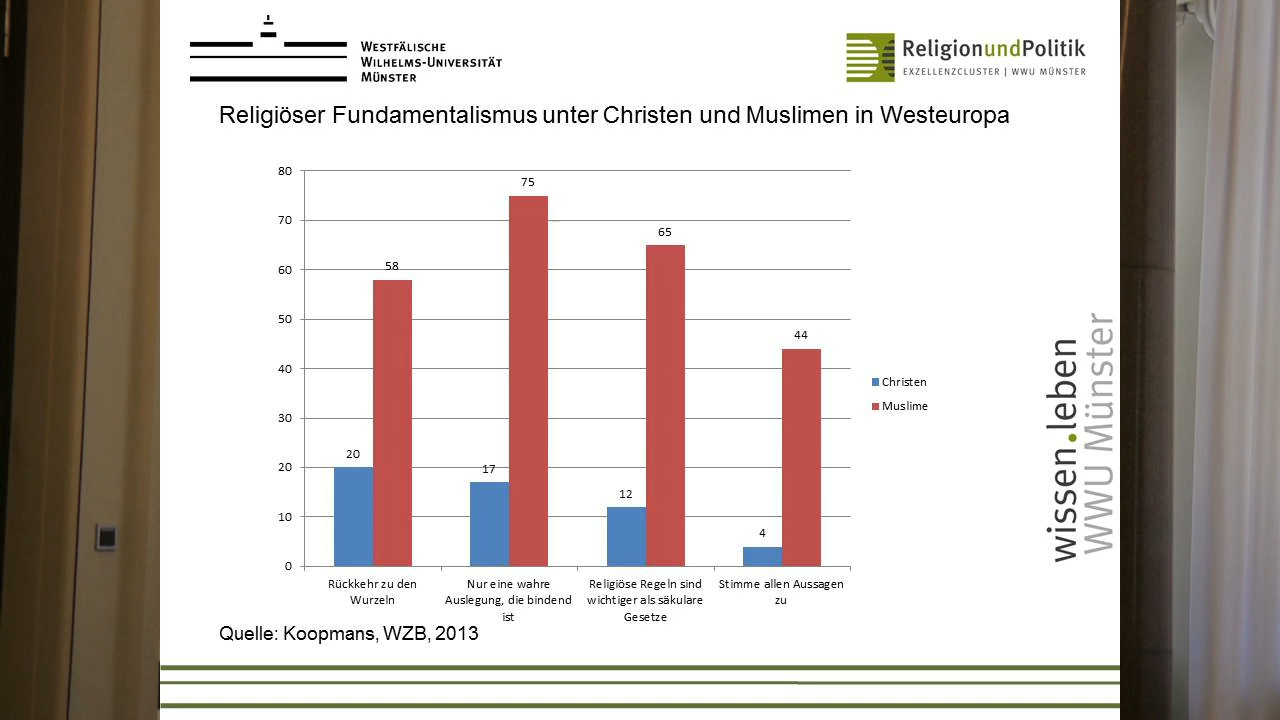 WESTFÄLISCHE
WILHELMS-UNIVERSITÄT
MÜNSTER
ReligionundPolitik
EXZELLENZCLUSTER | WWU MÜNSTER
Religiöser Fundamentalismus unter Christen und Muslimen in Westeuropa
80
70
60
50
40
30
20
10
0
20
58
17
75
12
65
4
44
Rückkehr zu den
Wurzeln
Nur eine wahre
Auslegung, die bindend
ist
Religiöse Regeln sind
wichtiger als säkulare
Gesetze
Stimme allen Aussagen
zu
Christen
Muslime
Quelle: Koopmans, WZB, 2013
wissen.leben
WWU Münster